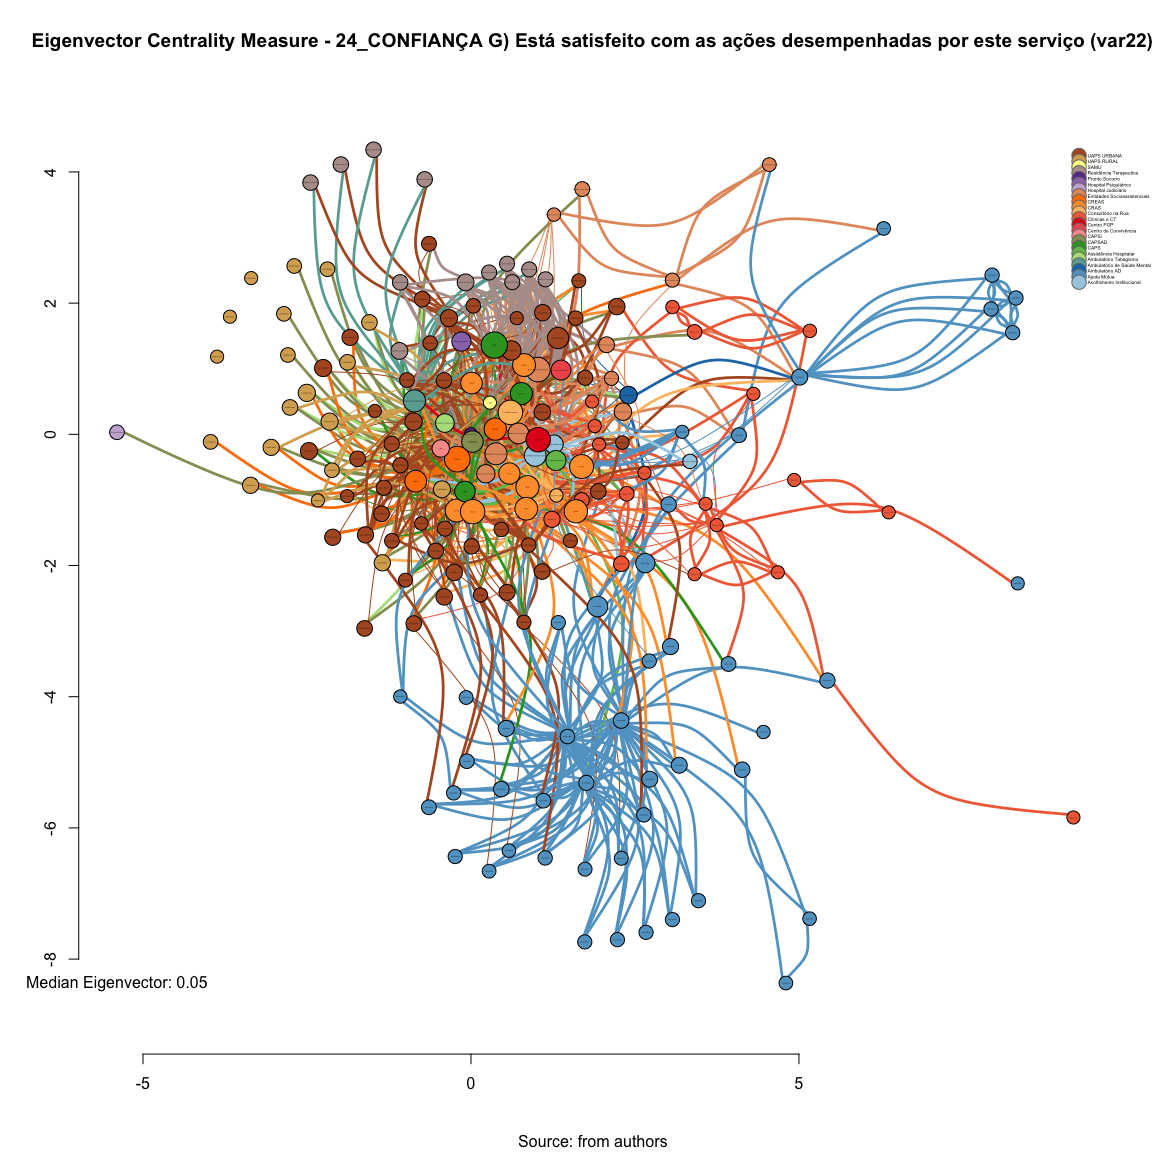 Eigenvector Centrality Measure - 24_CONFIANÇA G) Está satisfeito com as ações desempenhadas por este serviço (var22)
UAPS URBANA
UAPS RURAL
SAMU
Residência Terapeutica
Pronto Socorro
Hospital Psiquiátrico
Hospital Judiciário
Entidades Socioassistenciais
CREAS
CRAS
Consultório na Rua
Clínicas e CT
Centro POP
Centro de Convivência
CAPSi
CAPSAD
CAPS
Assistência Hospitalar
Ambulatório Tabagismo
Ambulatório de Saúde Mental
Ambulatório AD
Ajuda Mútua
Acolhimento Institucional
4
2
0
-2
-4
-6
-8
Median Eigenvector: 0.05
-5
0
5
Source: from authors